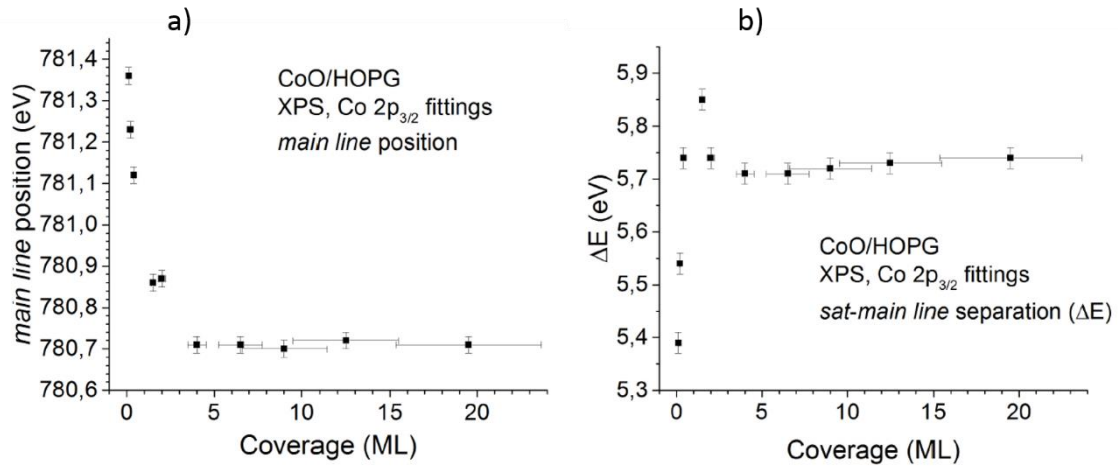 a)
781,4
781,3
781,2
781,1
781,0
780,9
780,8
780,7
780,6
main line position (eV)
CoO/HOPG
XPS, Co 2p3/2 fittings
main line position
0
5
10
15
20
Coverage (ML)
b)
5,9
5,8
5,7
5,6
5,5
5,4
5,3
ΔE (eV)
CoO/HOPG
XPS, Co 2p3/2 fittings
sat-main line separation (ΔE)
0
5
10
15
20
Coverage (ML)